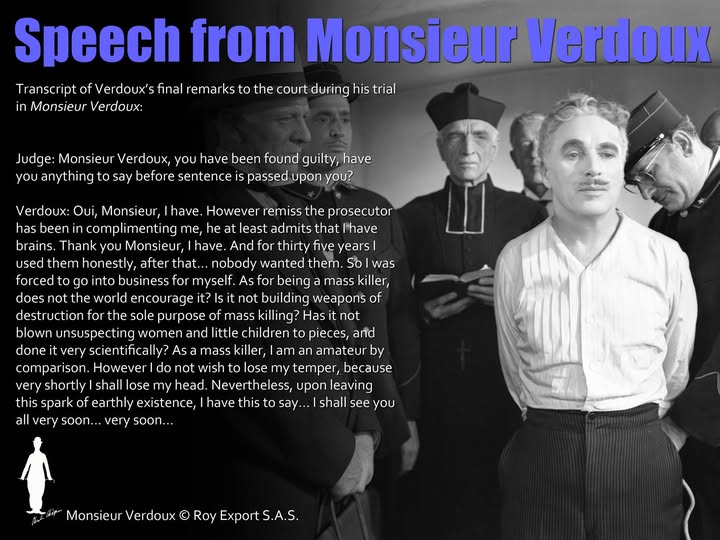 Speech from Monsieur Verdoux
Transcript of Verdoux's final remarks to the court during his trial
in Monsieur Verdoux:
Judge: Monsieur Verdoux, you have been found guilty, have
you anything to say before sentence is passed upon you?
Verdoux: Oui, Monsieur, I have. However remiss the prosecutor
has been in complimenting me, he at least admits that I have
brains. Thank you Monsieur, I have. And for thirty five years I
used them honestly, after that... nobody wanted them. So I was
forced to go into business for myself. As for being a mass killer,
does not the world encourage it? Is it not building weapons of
destruction for the sole purpose of mass killing? Has it not
blown unsuspecting women and little children to pieces, and
done it very scientifically? As a mass killer, I am an amateur by
comparison. However I do not wish to lose my temper, because
very shortly I shall lose my head. Nevertheless, upon leaving
this spark of earthly existence, I have this to say... I shall see you
all very soon... very soon...
Monsieur Verdoux © Roy Export S.A.S.